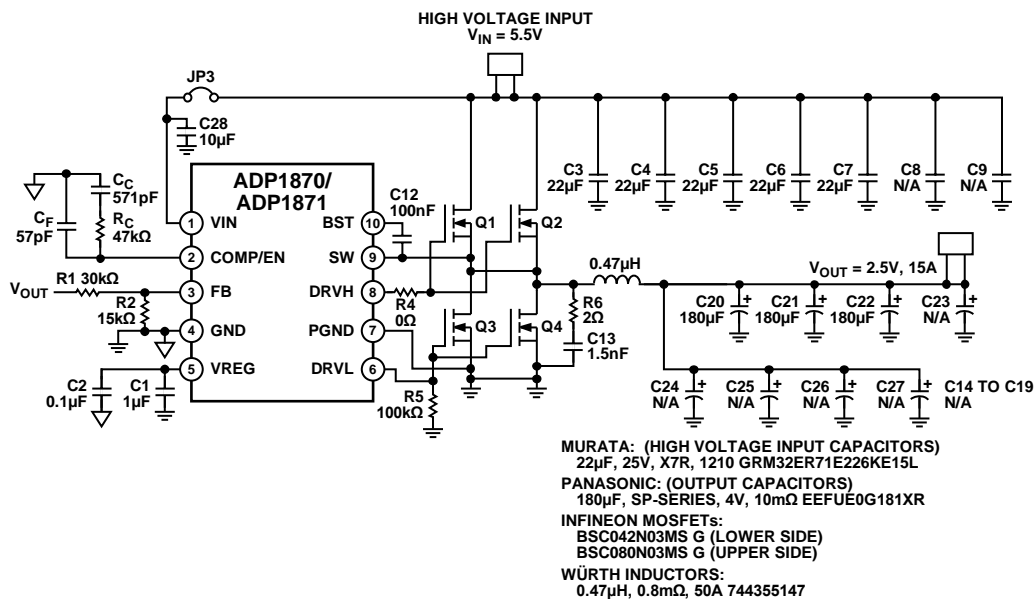 HIGH VOLTAGE INPUT
VIN = 5.5V
JP3
C28
10µF
C3
22µF
C4
22µF
C5
22µF
C6
22µF
C7
22µF
C8
N/A
C9
N/A
CC
571pF
CF
57pF
RC
47kΩ
ADP1870/
ADP1871
C12
100nF
1 VIN
BST 10
2 COMP/EN
SW 9
3 FB
DRVH 8
4 GND
PGND 7
5 VREG
DRVL 6
Q1
Q2
VOUT
R1 30kΩ
R2
15kΩ
R4
0Ω
Q3
Q4
0.47µH
R6
2Ω
C13
1.5nF
VOUT = 2.5V, 15A
C20
180µF
+
C21
180µF
+
C22
180µF
+
C23
N/A
+
C2
0.1µF
C1
1µF
R5
100kΩ
C24
N/A
+
C25
N/A
+
C26
N/A
+
C27
N/A
+
C14 TO C19
N/A
MURATA: (HIGH VOLTAGE INPUT CAPACITORS)
22µF, 25V, X7R, 1210 GRM32ER71E226KE15L
PANASONIC: (OUTPUT CAPACITORS)
180µF, SP-SERIES, 4V, 10mΩ EEFUE0G181XR
INFINEON MOSFETs:
BSC042N03MS G (LOWER SIDE)
BSC080N03MS G (UPPER SIDE)
WÜRTH INDUCTORS:
0.47µH, 0.8mΩ, 50A 744355147